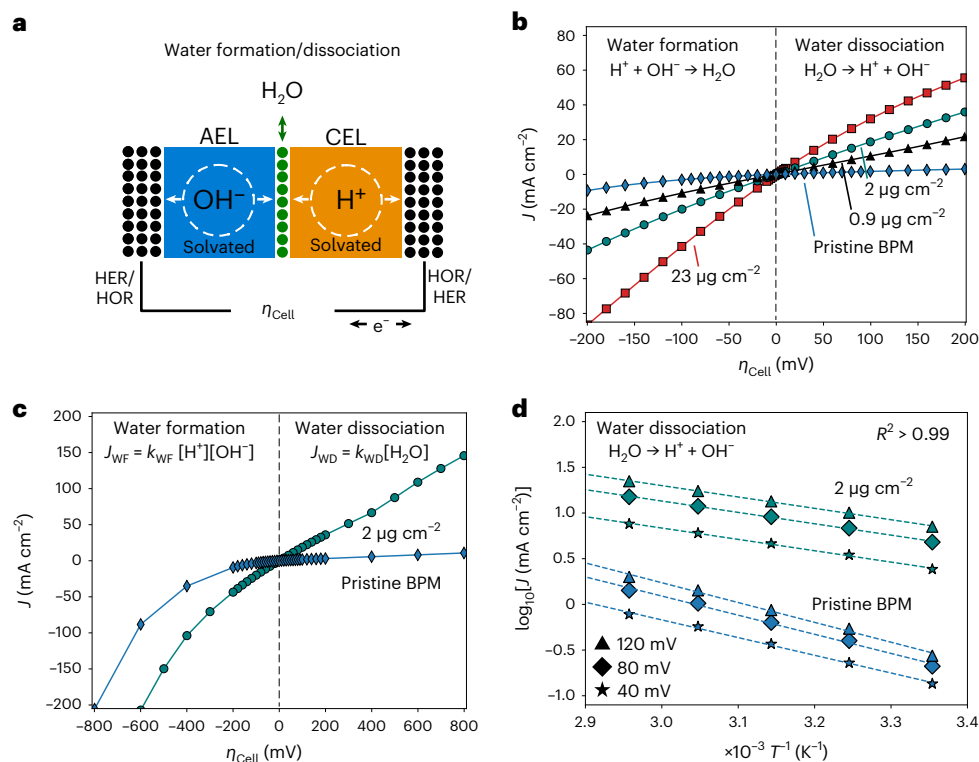 a
Water formation/dissociation
H₂O
AEL
CEL
OH⁻
H⁺
Solvated
Solvated
HER/
HOR
HOR/
HER
η_Cell
e⁻
b
Water formation
H⁺ + OH⁻ → H₂O
Water dissociation
H₂O → H⁺ + OH⁻
80
60
40
20
0
−20
−40
−60
−80
J (mA cm⁻²)
2 μg cm⁻²
0.9 μg cm⁻²
Pristine BPM
23 μg cm⁻²
−200 −150 −100 −50 0 50 100 150 200
η_Cell (mV)
c
Water formation
J_WF = k_WF [H⁺][OH⁻]
Water dissociation
J_WD = k_WD[H₂O]
200
150
100
50
0
−50
−100
−150
−200
J (mA cm⁻²)
2 μg cm⁻²
Pristine BPM
−800 −600 −400 −200 0 200 400 600 800
η_Cell (mV)
d
Water dissociation
H₂O → H⁺ + OH⁻
R² > 0.99
2.0
1.5
1.0
0.5
0
−0.5
−1.0
log₁₀[J (mA cm⁻²)]
2 μg cm⁻²
Pristine BPM
120 mV
80 mV
40 mV
2.9 3.0 3.1 3.2 3.3 3.4
×10⁻³ T⁻¹ (K⁻¹)